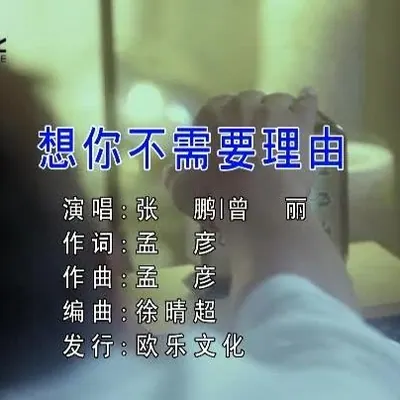 想你不需要理由
演唱：张　鹏|曾　丽
作词：孟　彦
作曲：孟　彦
编曲：徐晴超
发行：欧乐文化